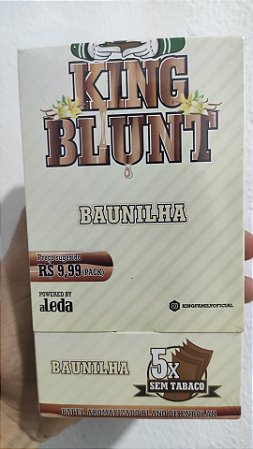 KING
BLUNT
BAUNILHA
Preço sugerido
R$ 9,99 (PACK)
POWERED BY
aLeda
KINGFAMILYOFICIAL
BAUNILHA
5X
SEM TABACO
PAPEL AROMATIZADO PLANO DE ENROLAR